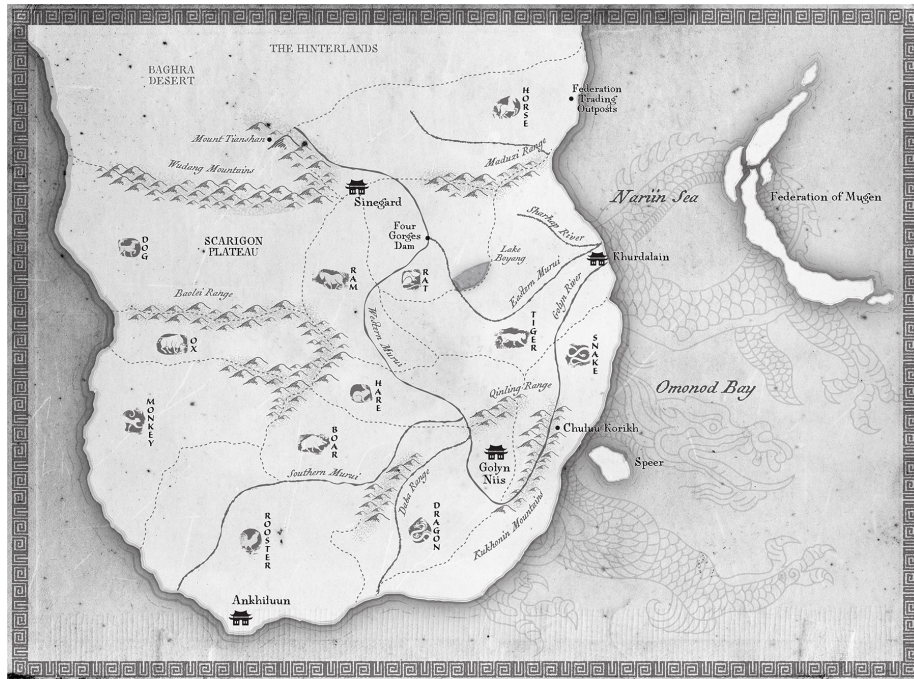 THE HINTERLANDS
BAGHRA
DESERT
HORSE
Federation
Trading
Outposts
Mount Tianshan
Wudang Mountains
Maduzi Range
Sinegard
Nariin Sea
Federation of Mugen
Sharhap River
Four
Gorges
Dam
DOG
SCARIGON
PLATEAU
Lake
Boyang
Khurdalain
RAM
RAT
Eastern Murui
Golyn River
Baolei Range
Western Murui
TIGER
SNAKE
OX
HARE
Qinling Range
Omonod Bay
MONKEY
BOAR
Chuluu Korikh
Golyn
Niis
Speer
Southern Murui
Daba Range
ROOSTER
DRAGON
Kukhonin Mountains
Ankhiluun